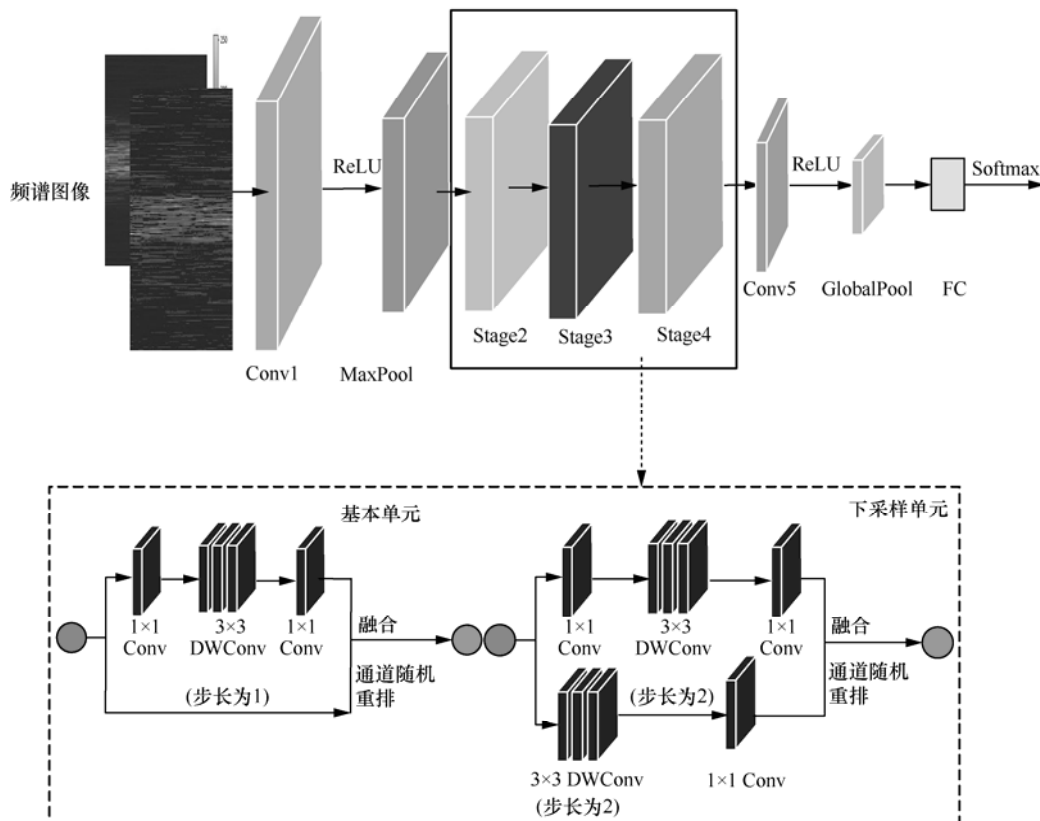 频谱图像
ReLU
ReLU
Softmax
Conv1
MaxPool
Stage2
Stage3
Stage4
Conv5
GlobalPool
FC
基本单元
1×1
Conv
3×3
DWConv
1×1
Conv
融合
通道随机
重排
(步长为1)
下采样单元
1×1
Conv
3×3
DWConv
1×1
Conv
融合
通道随机
重排
(步长为2)
3×3 DWConv
(步长为2)
1×1 Conv